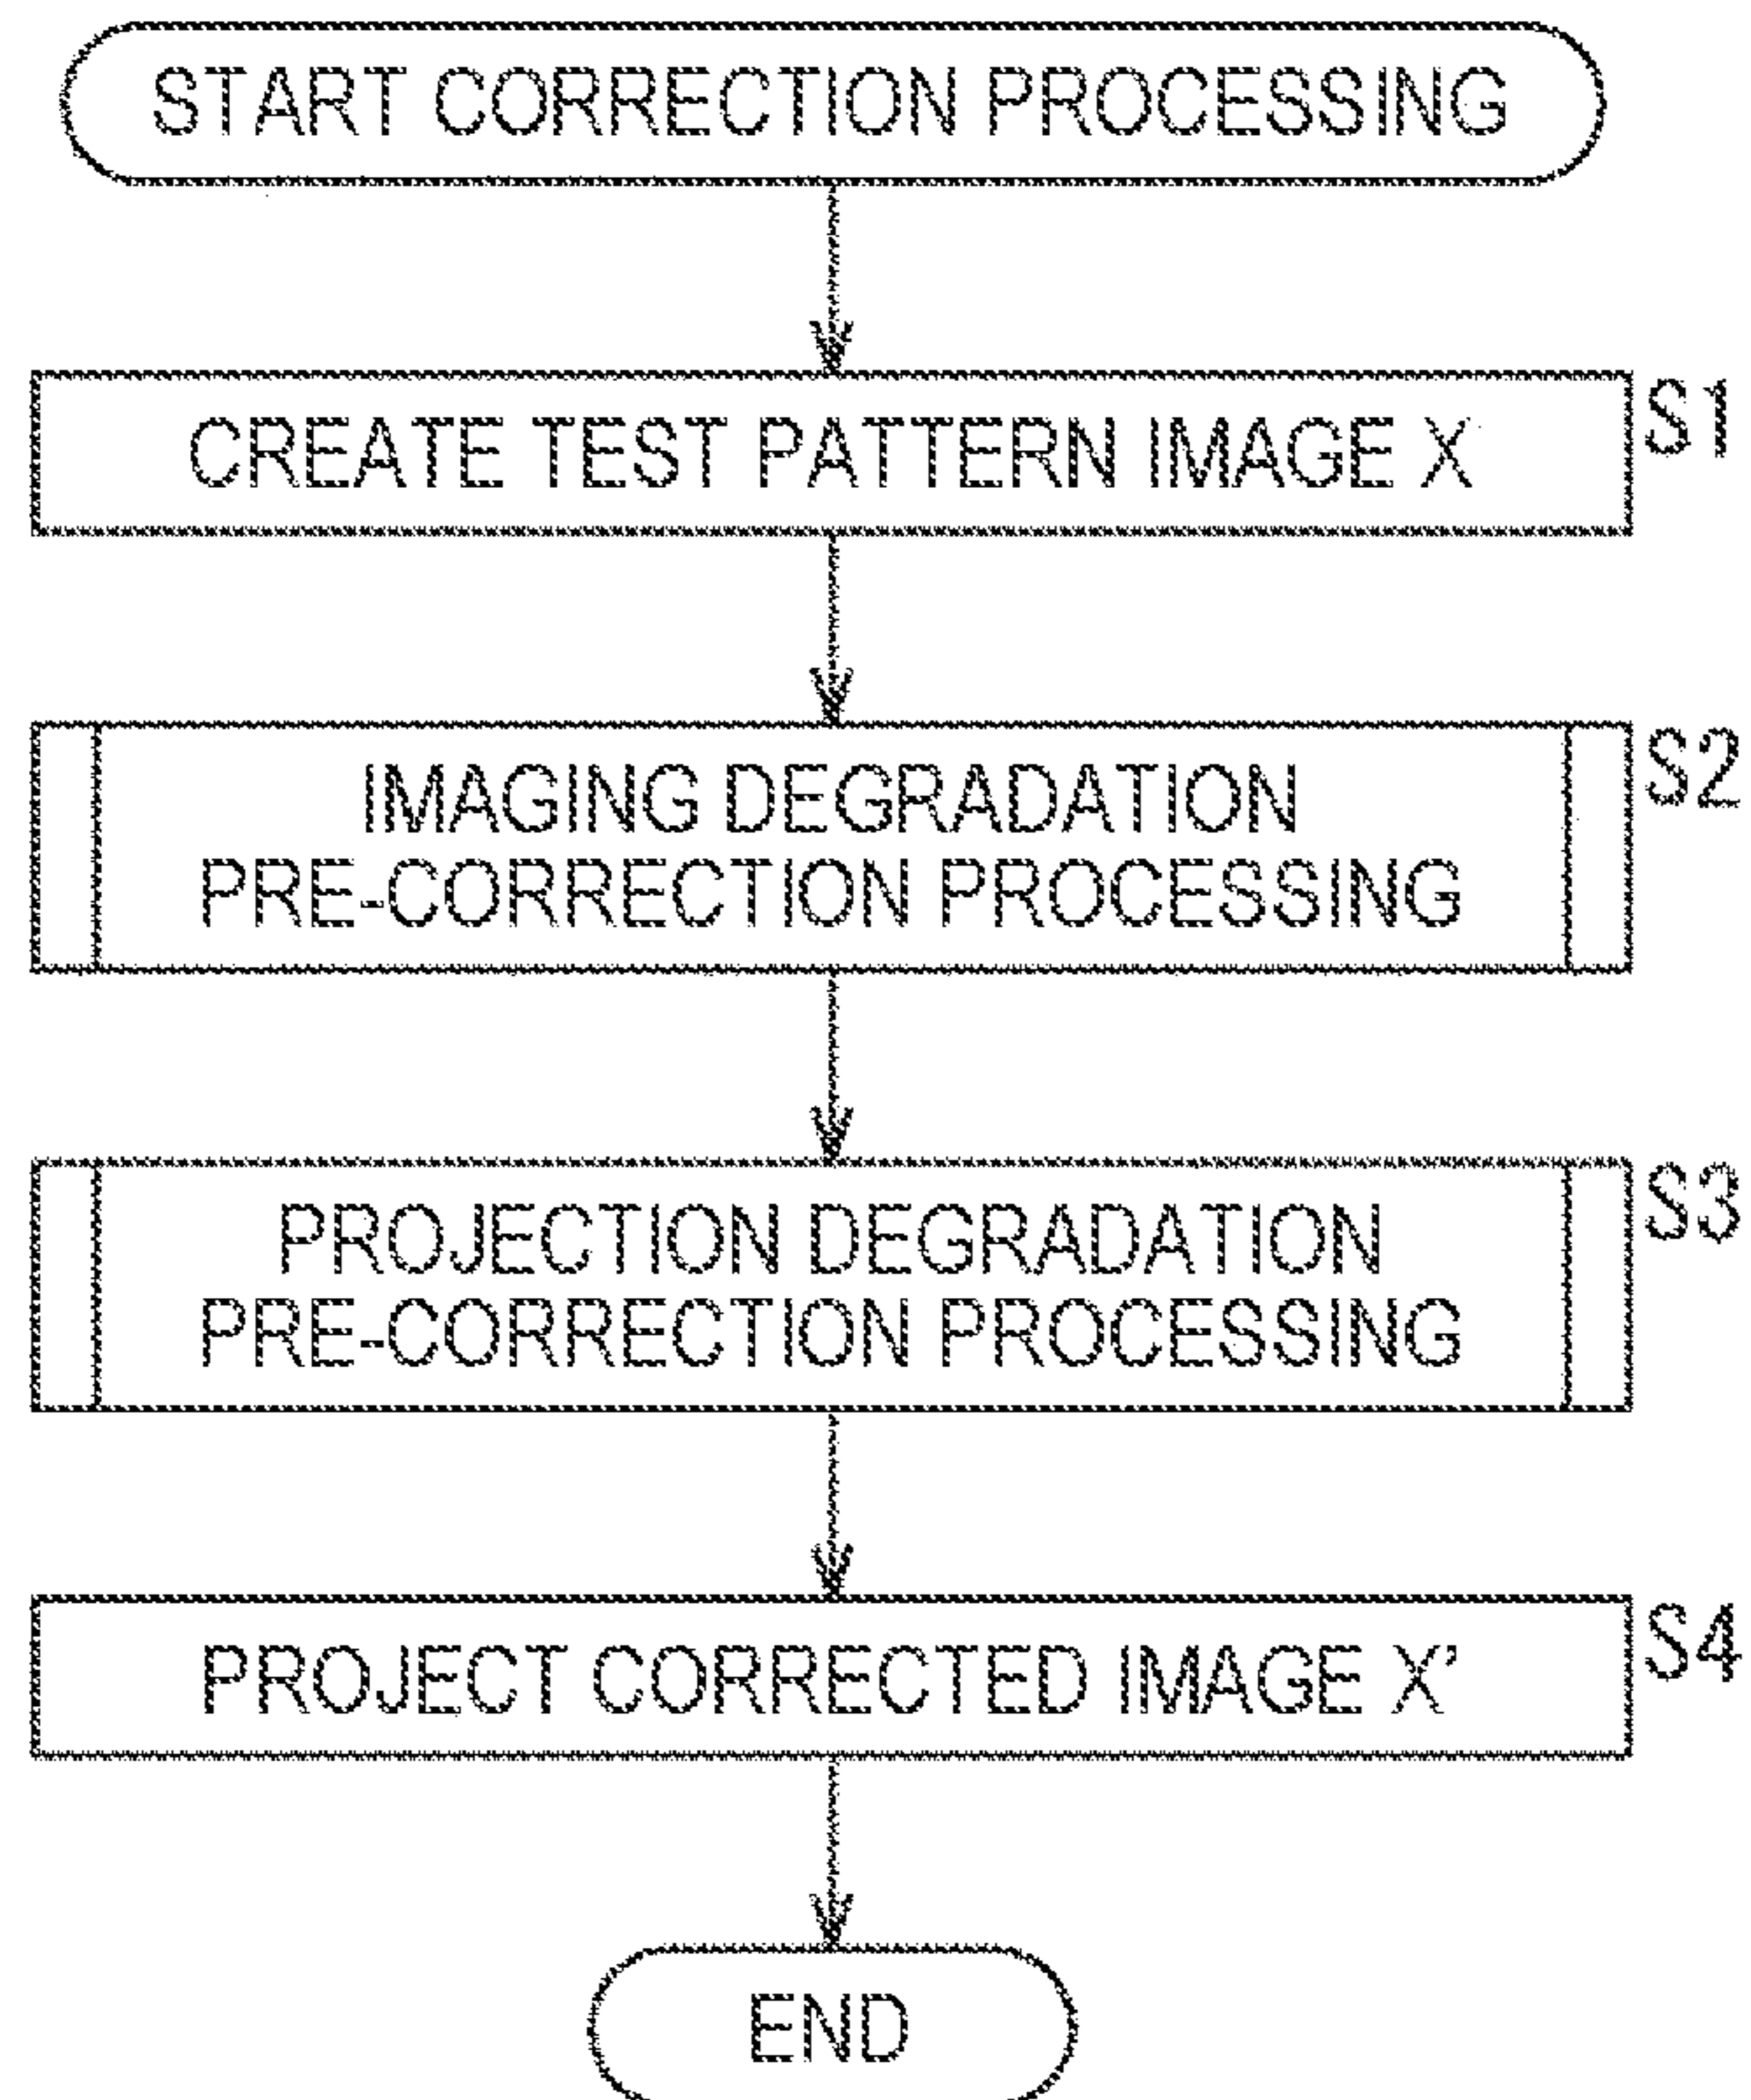 START CORRECTION PROCESSING
CREATE TEST PATTERN IMAGE X
S1
IMAGING DEGRADATION
PRE-CORRECTION PROCESSING
S2
PROJECTION DEGRADATION
PRE-CORRECTION PROCESSING
S3
PROJECT CORRECTED IMAGE X’
S4
END